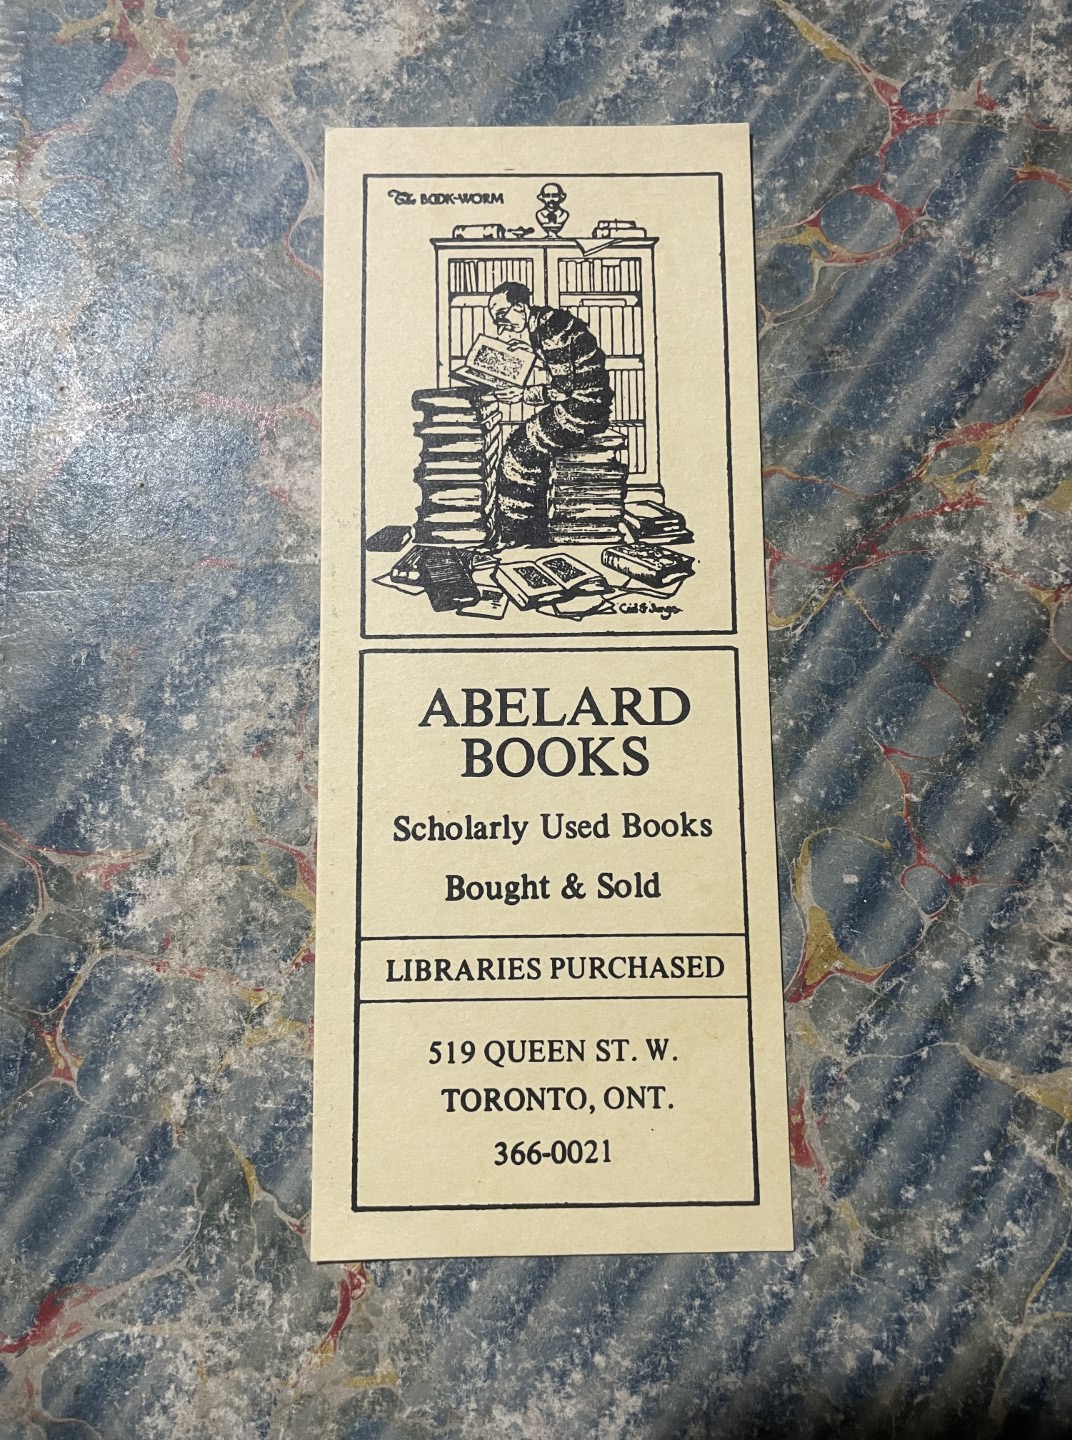 The BOOK-WORM
ABELARD
BOOKS
Scholarly Used Books
Bought & Sold
LIBRARIES PURCHASED
519 QUEEN ST. W.
TORONTO, ONT.
366-0021